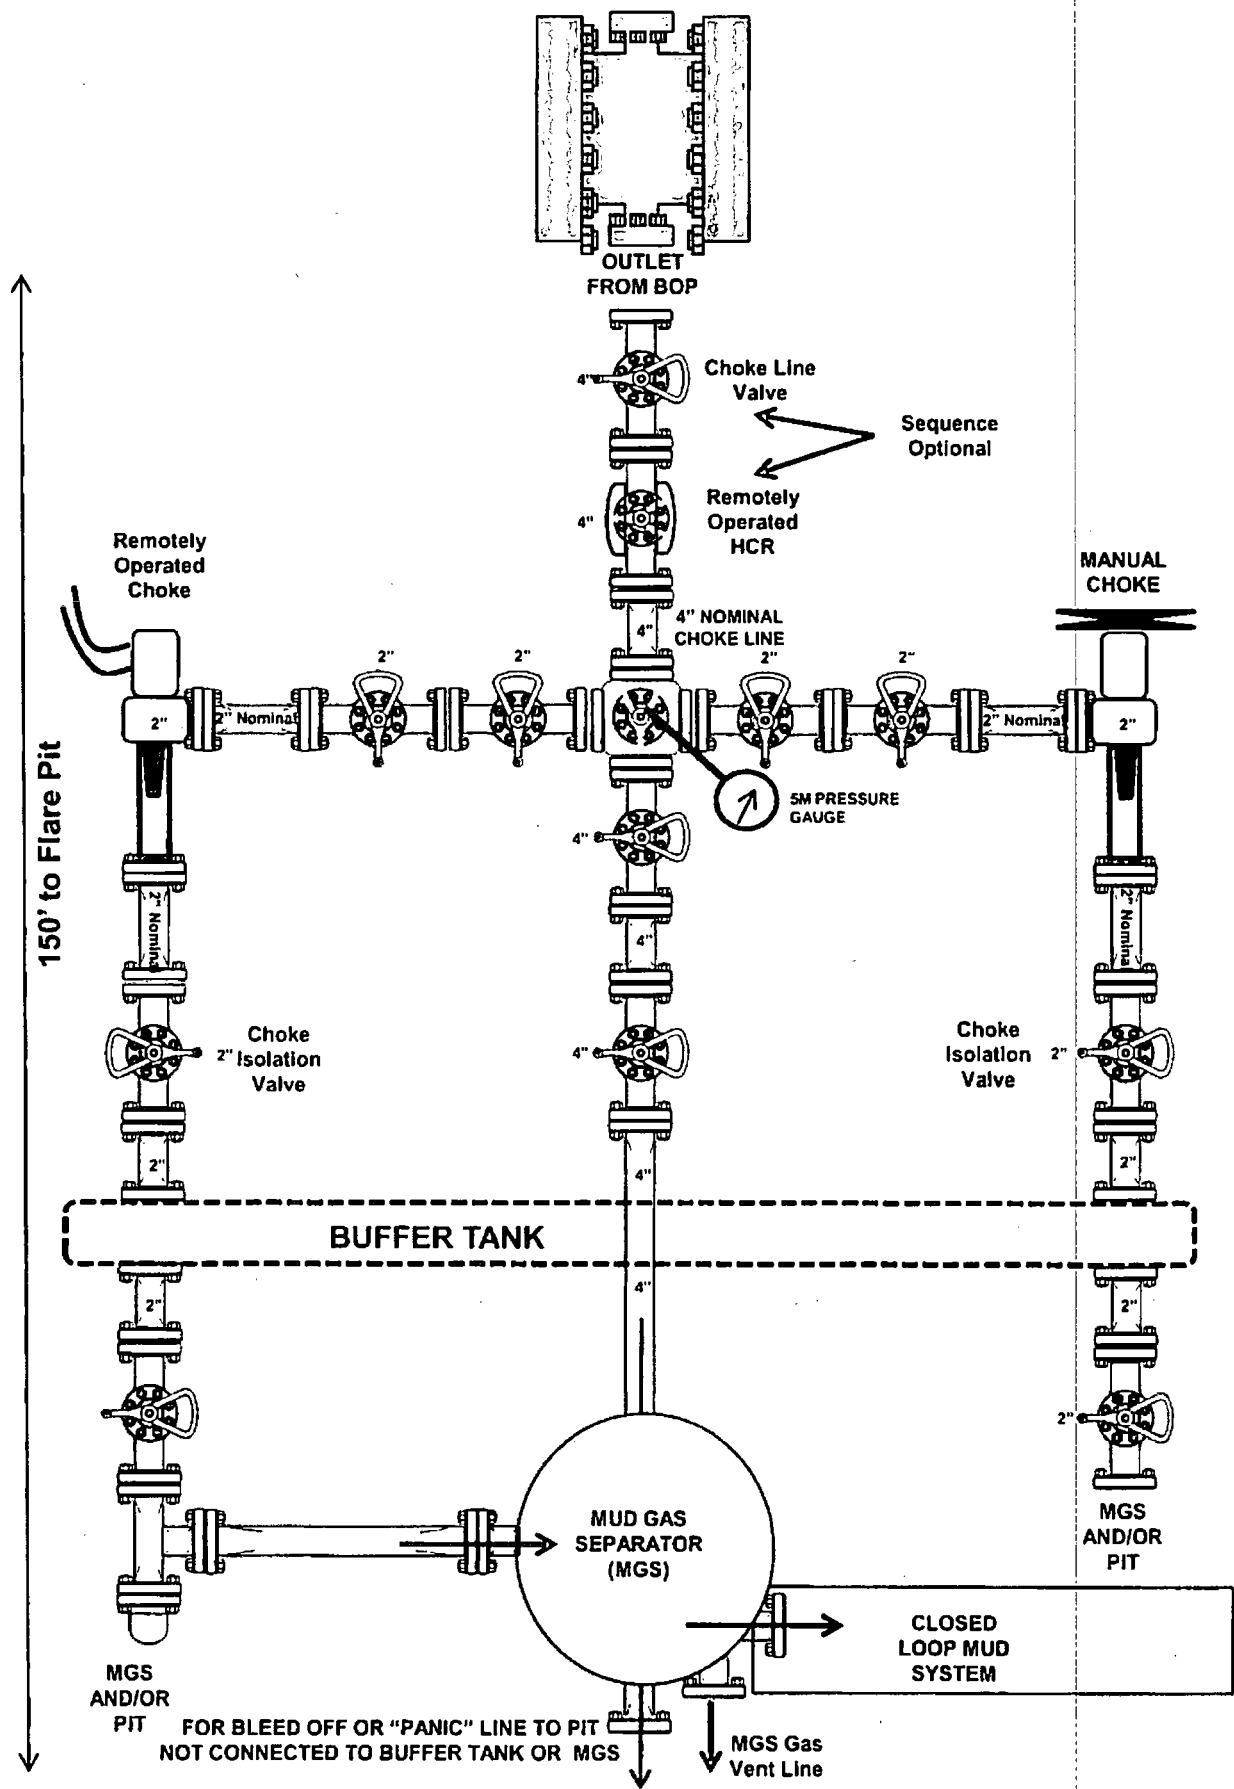 OUTLET
FROM BOP
4"
Choke Line
Valve
Sequence
Optional
4"
Remotely
Operated
HCR
Remotely
Operated
Choke
MANUAL
CHOKE
4"
4" NOMINAL
CHOKE LINE
2"
2"
2"
2"
2"
2" Nominal
2" Nominal
2"
5M PRESSURE
GAUGE
4"
150' to Flare Pit
2" Nominal
4"
2" Nominal
Choke
Isolation
Valve
2"
4"
Choke
Isolation
Valve
2"
2"
4"
2"
BUFFER TANK
4"
2"
2"
2"
MUD GAS
SEPARATOR
(MGS)
MGS
AND/OR
PIT
CLOSED
LOOP MUD
SYSTEM
MGS
AND/OR
PIT
FOR BLEED OFF OR "PANIC" LINE TO PIT
NOT CONNECTED TO BUFFER TANK OR MGS
MGS Gas
Vent Line